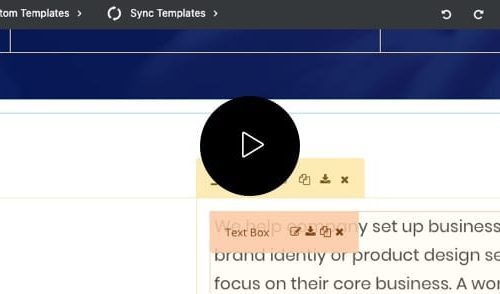 tom Templates >
Sync Templates >
We help company set up business
Text Box
brand identiy or product design se
focus on their core business. A wor